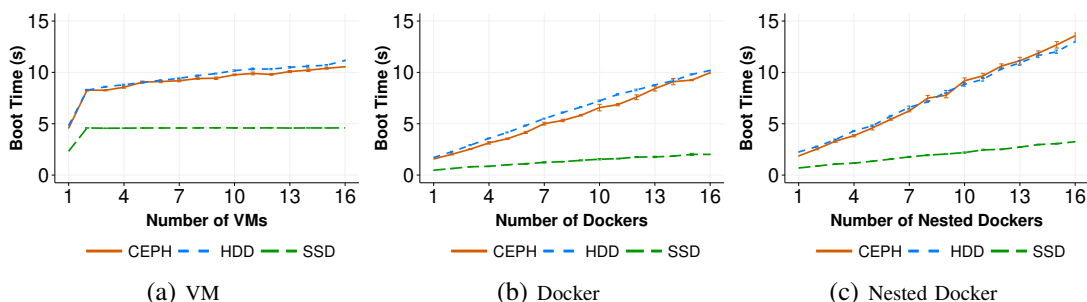 15
10
5
0
Boot Time (s)
1 4 7 10 13 16
Number of VMs
CEPH HDD SSD
(a) VM
15
10
5
0
Boot Time (s)
1 4 7 10 13 16
Number of Dockers
CEPH HDD SSD
(b) Docker
15
10
5
0
Boot Time (s)
1 4 7 10 13 16
Number of Nested Dockers
CEPH HDD SSD
(c) Nested Docker